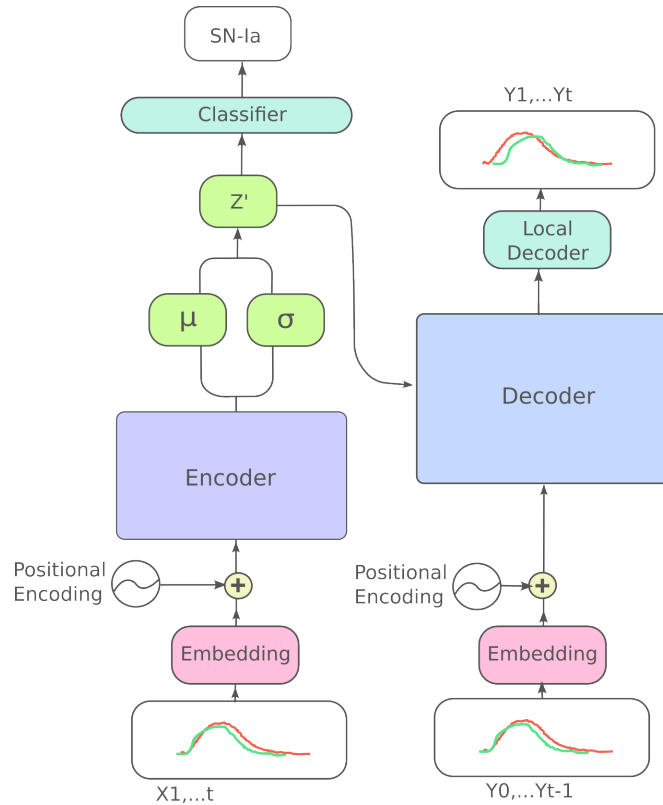 SN-Ia
Classifier
Z'
μ
σ
Encoder
Positional
Encoding
+
Embedding
X1,...t
Y1,...Yt
Local
Decoder
Decoder
Positional
Encoding
+
Embedding
Y0,...Yt-1